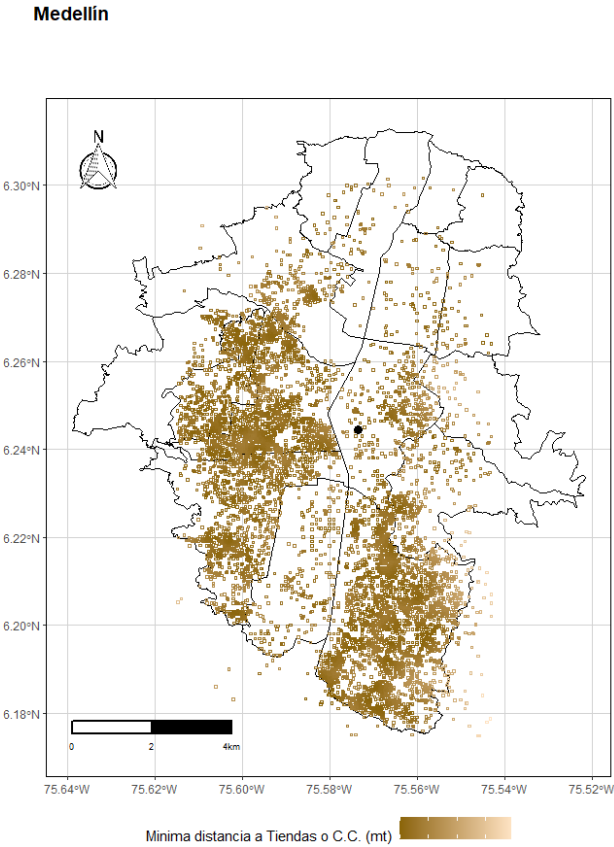 Medellín
N
6.30°N
6.28°N
6.26°N
6.24°N
6.22°N
6.20°N
6.18°N
0 2 4km
75.64°W 75.62°W 75.60°W 75.58°W 75.56°W 75.54°W 75.52°W
Minima distancia a Tiendas o C.C. (mt)